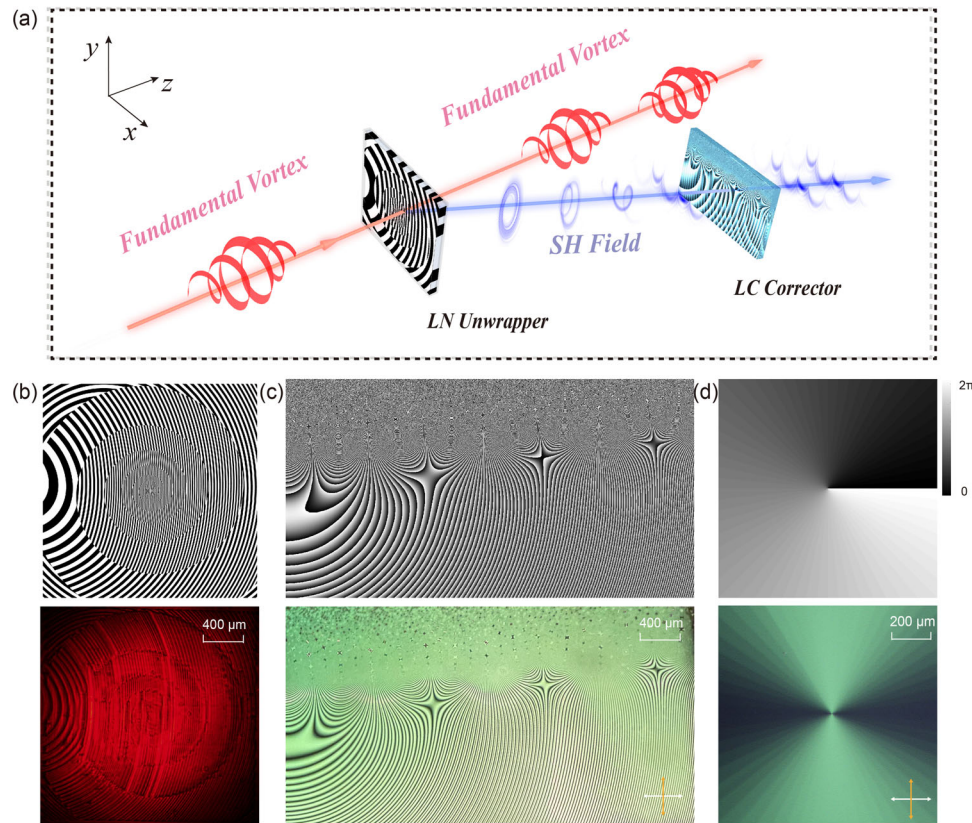 (a)
y
z
x
Fundamental Vortex
Fundamental Vortex
SH Field
LN Unwrapper
LC Corrector
(b)
(c)
(d)
2π
0
400 μm
400 μm
200 μm